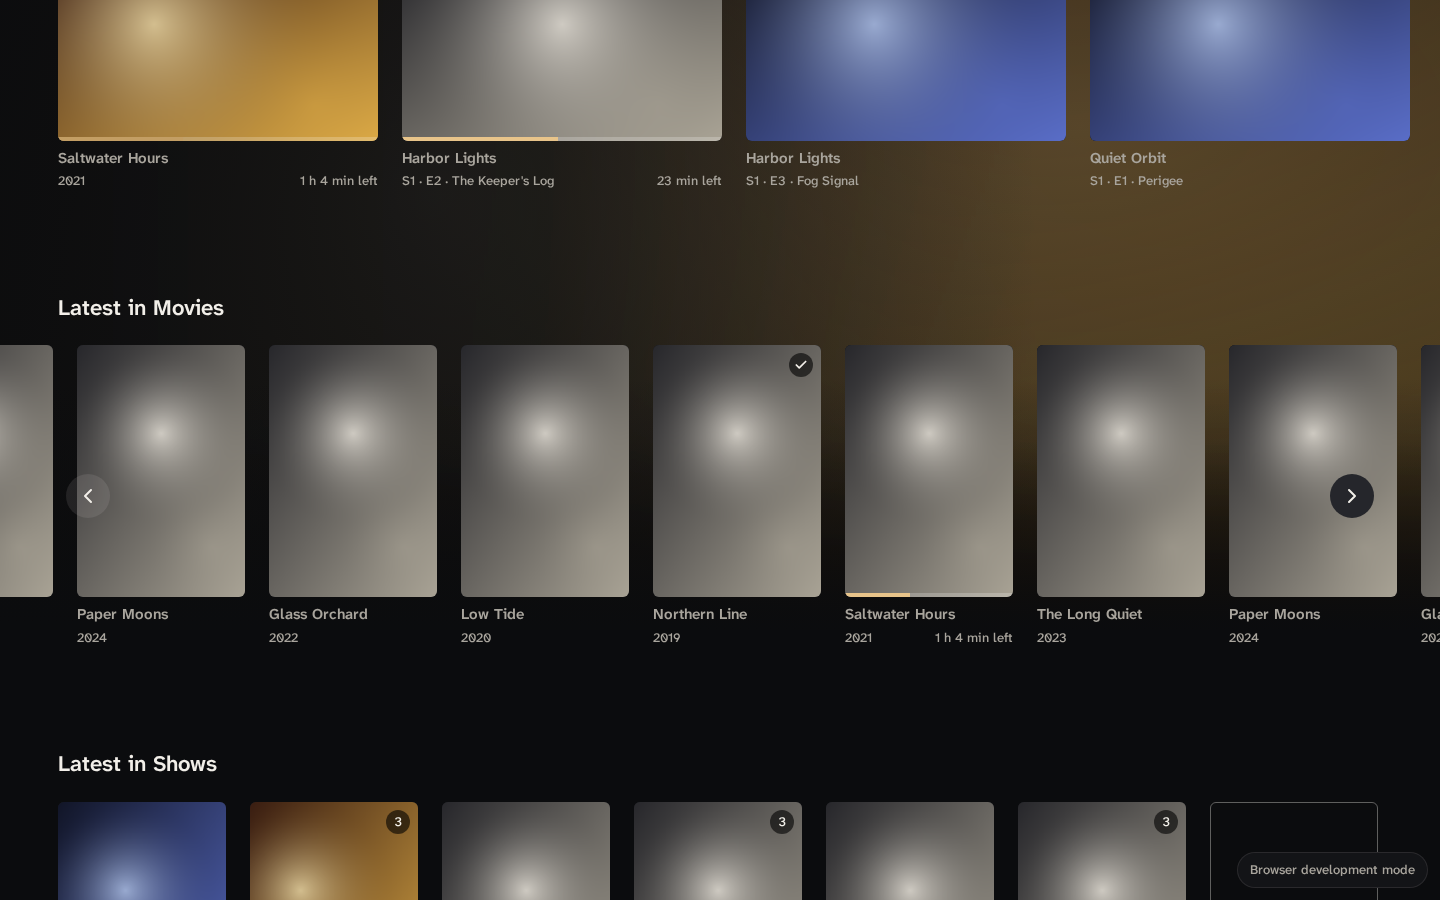 Saltwater Hours
2021
1 h 4 min left
Harbor Lights
S1 · E2 · The Keeper's Log
23 min left
Harbor Lights
S1 · E3 · Fog Signal
Quiet Orbit
S1 · E1 · Perigee
Latest in Movies
Paper Moons
2024
Glass Orchard
2022
Low Tide
2020
Northern Line
2019
Saltwater Hours
2021
1 h 4 min left
The Long Quiet
2023
Paper Moons
2024
Latest in Shows
3
3
3
Browser development mode